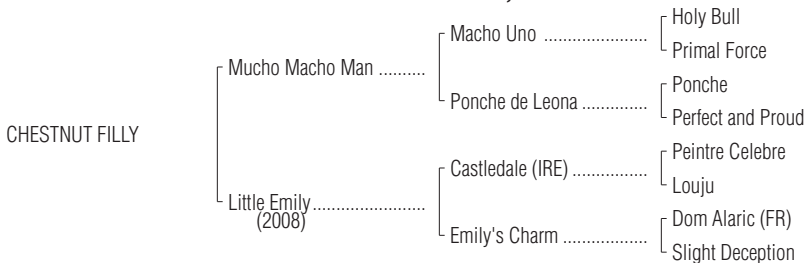 Holy Bull
Macho Uno ......................
Primal Force
Mucho Macho Man ..........
Ponche
Ponche de Leona ..............
Perfect and Proud
CHESTNUT FILLY
Peintre Celebre
Castledale (IRE) ................
Louju
Little Emily ........................
(2008)
Dom Alaric (FR)
Emily's Charm ..................
Slight Deception